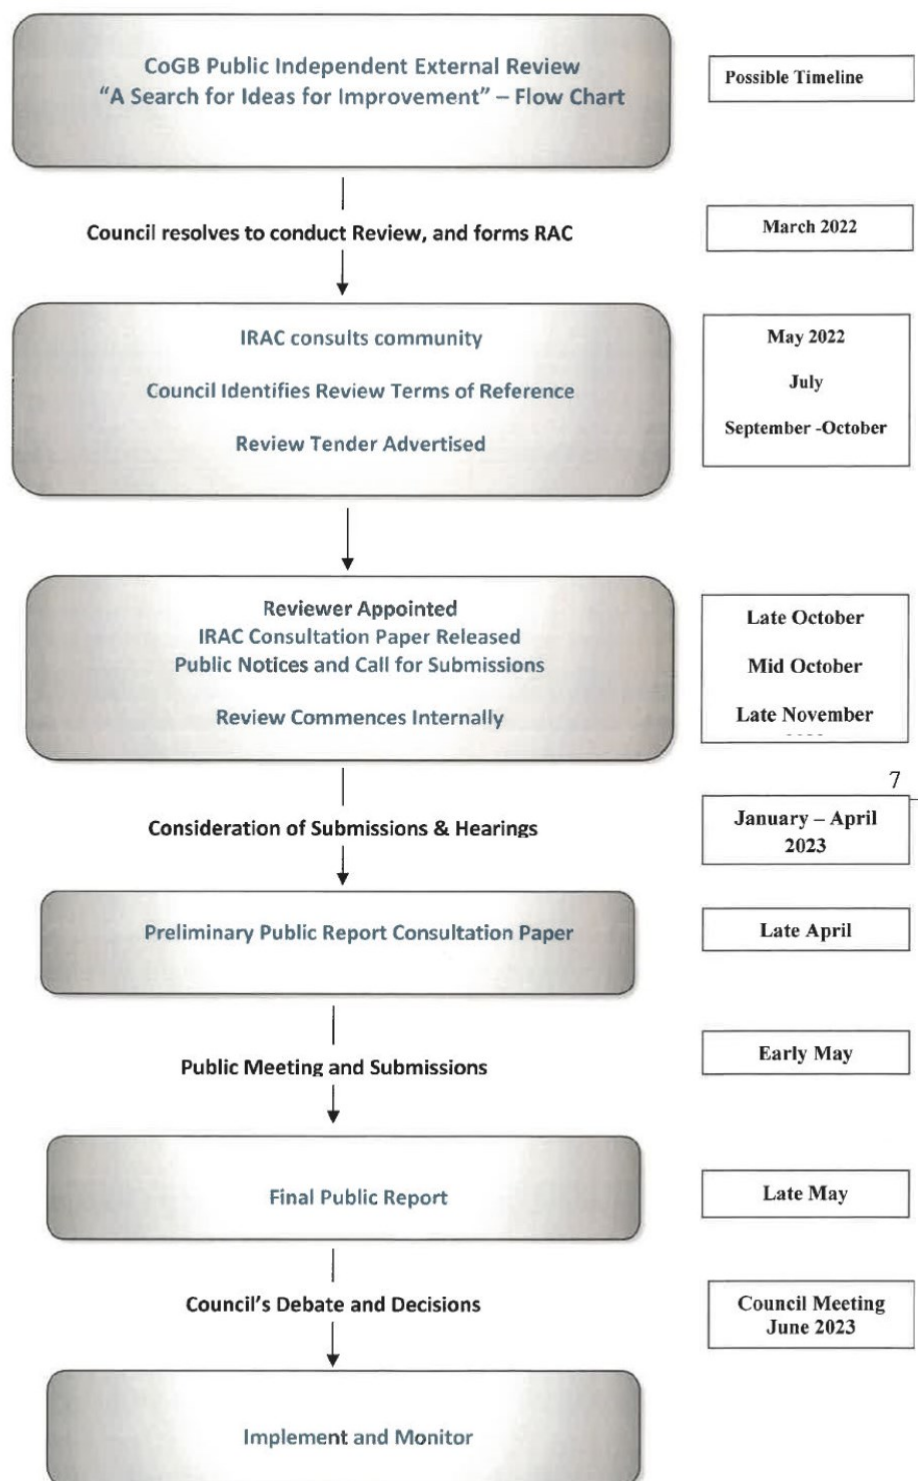 CoGB Public Independent External Review
“A Search for Ideas for Improvement” – Flow Chart
Possible Timeline
Council resolves to conduct Review, and forms RAC
March 2022
IRAC consults community
Council Identifies Review Terms of Reference
Review Tender Advertised
May 2022
July
September -October
Reviewer Appointed
IRAC Consultation Paper Released
Public Notices and Call for Submissions
Review Commences Internally
Late October
Mid October
Late November
7
Consideration of Submissions & Hearings
January – April
2023
Preliminary Public Report Consultation Paper
Late April
Public Meeting and Submissions
Early May
Final Public Report
Late May
Council’s Debate and Decisions
Council Meeting
June 2023
Implement and Monitor